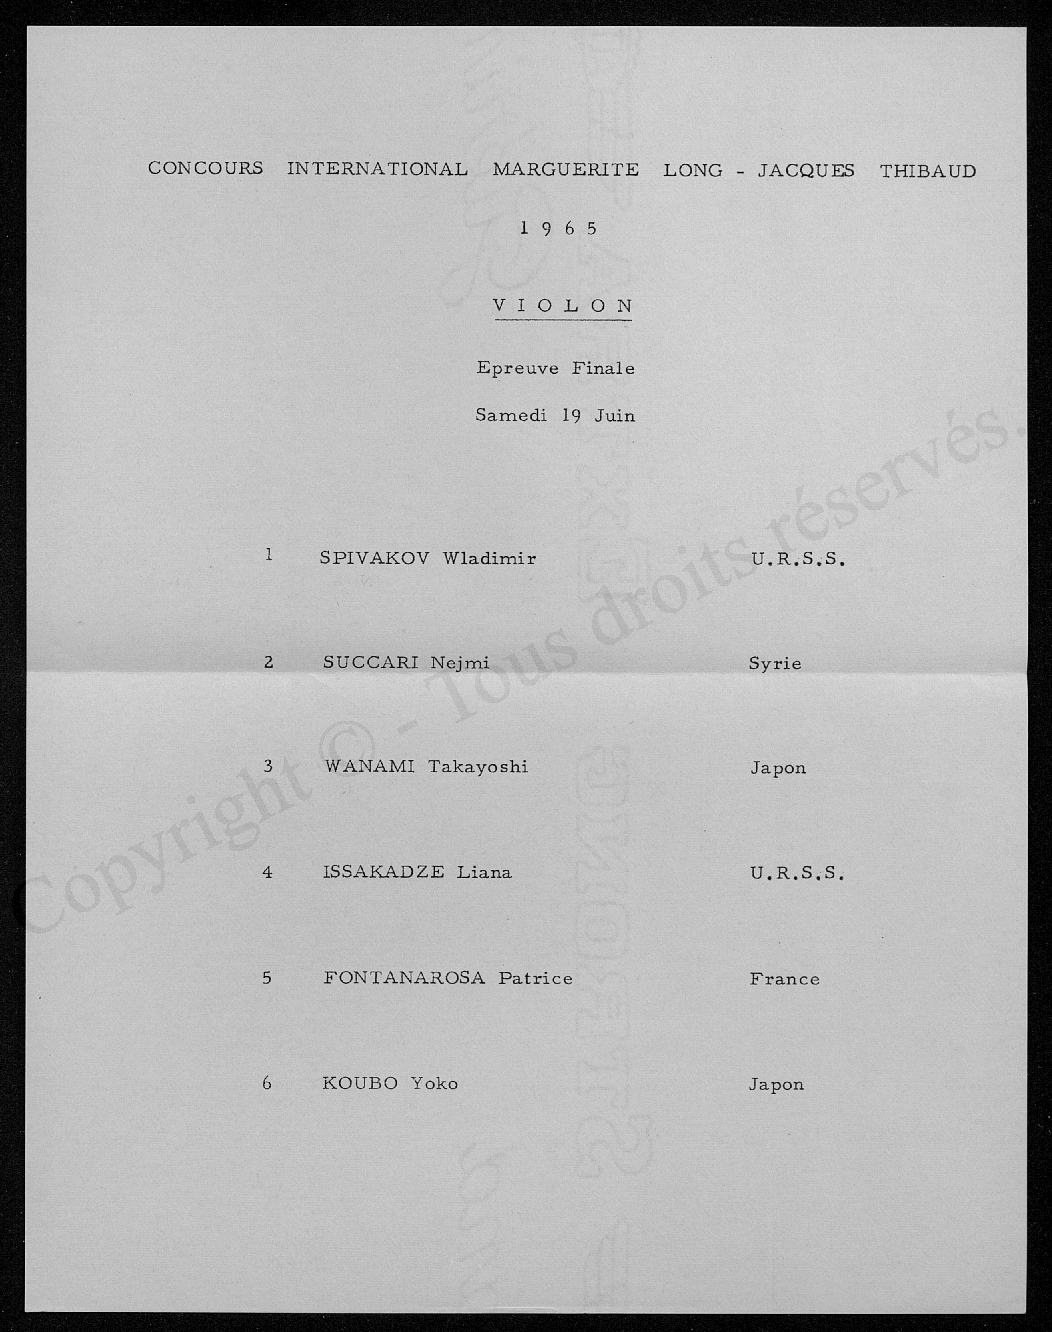 CONCOURS INTERNATIONAL MARGUERITE LONG - JACQUES THIBAUD
1 9 6 5
V I O L O N
Epreuve Finale
Samedi 19 Juin
1 SPIVAKOV Wladimir U.R.S.S.
2 SUCCARI Nejmi Syrie
3 WANAMI Takayoshi Japon
4 ISSAKADZE Liana U.R.S.S.
5 FONTANAROSA Patrice France
6 KOUBO Yoko Japon
Copyright © - Tous droits réservés.